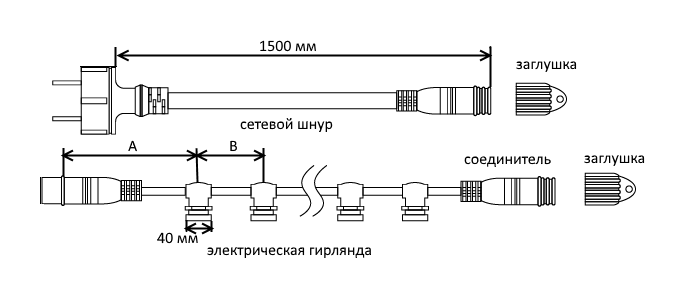 1500 мм
заглушка
сетевой шнур
A
B
соединитель
заглушка
40 мм
электрическая гирлянда